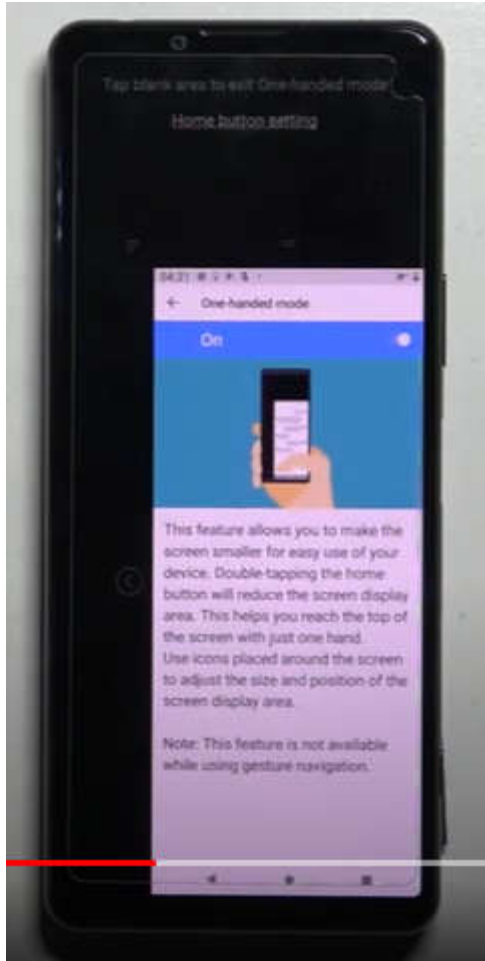 Tap blank area to exit One-handed mode
Home button setting
04:21
One-handed mode
On
This feature allows you to make the
screen smaller for easy use of your
device. Double-tapping the home
button will reduce the screen display
area. This helps you reach the top of
the screen with just one hand.
Use icons placed around the screen
to adjust the size and position of the
screen display area.
Note: This feature is not available
while using gesture navigation.